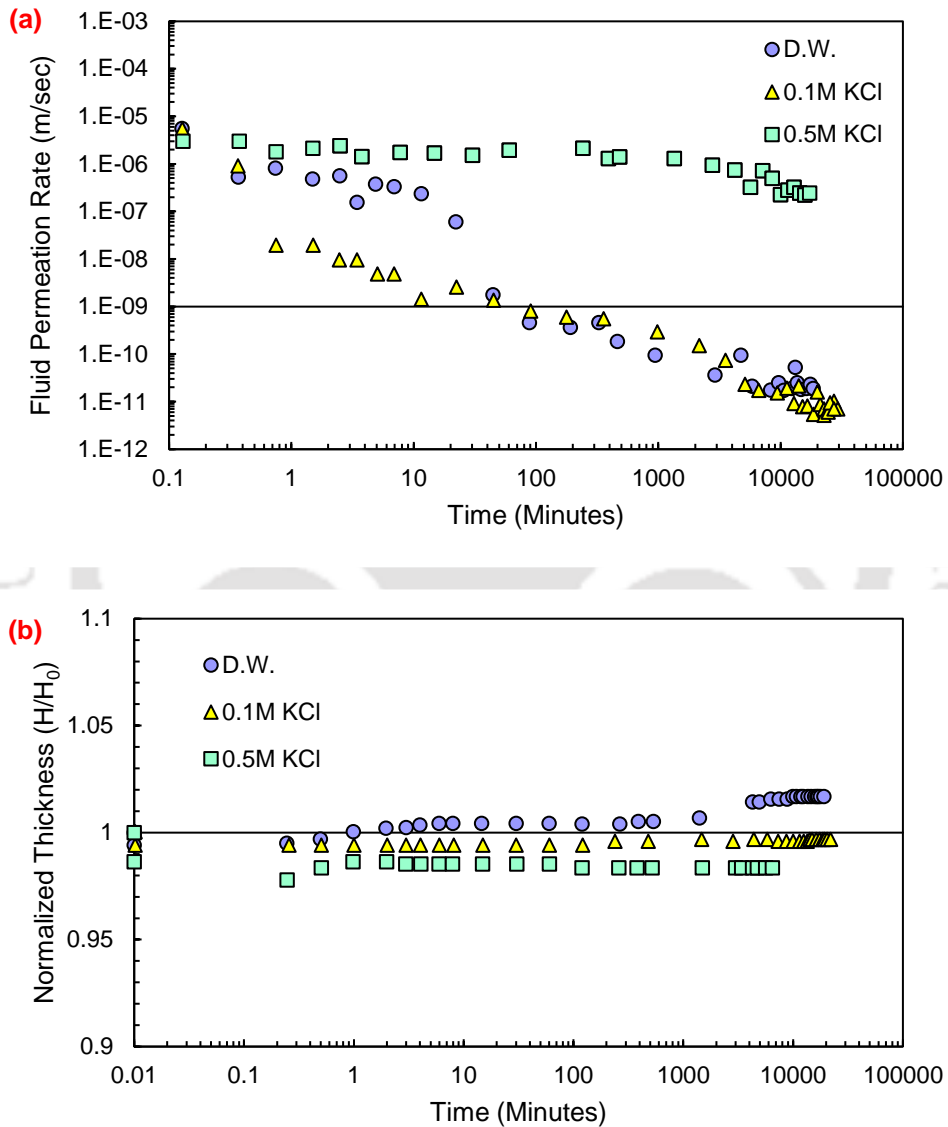 (a)
1.E-03
1.E-04
1.E-05
1.E-06
1.E-07
1.E-08
1.E-09
1.E-10
1.E-11
1.E-12
Fluid Permeation Rate (m/sec)
D.W.
0.1M KCl
0.5M KCl
0.1 1 10 100 1000 10000 100000
Time (Minutes)
(b)
1.1
1.05
1
0.95
0.9
Normalized Thickness (H/H0)
D.W.
0.1M KCl
0.5M KCl
0.01 0.1 1 10 100 1000 10000 100000
Time (Minutes)